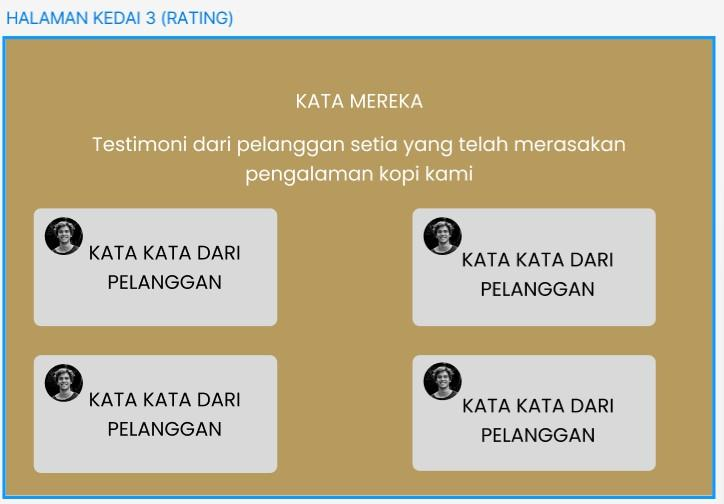 HALAMAN KEDAI 3 (RATING)
KATA MEREKA
Testimoni dari pelanggan setia yang telah merasakan
pengalaman kopi kami
KATA KATA DARI
PELANGGAN
KATA KATA DARI
PELANGGAN
KATA KATA DARI
PELANGGAN
KATA KATA DARI
PELANGGAN